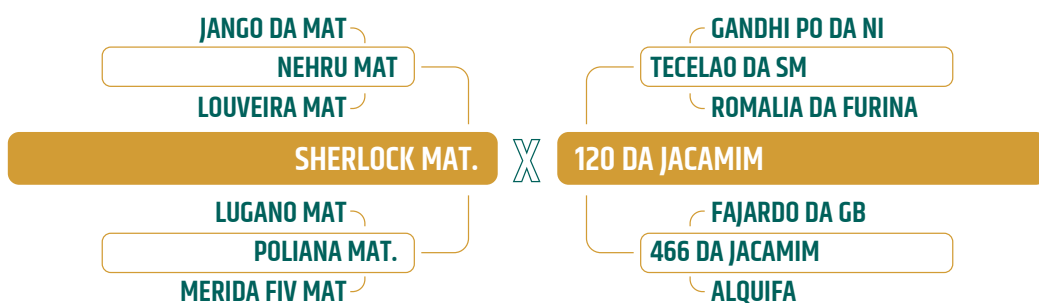 JANGO DA MAT
NEHRU MAT
LOUVEIRA MAT
SHERLOCK MAT.
LUGANO MAT
POLIANA MAT.
MERIDA FIV MAT
X
GANDHI PO DA NI
TECELAO DA SM
ROMALIA DA FURINA
120 DA JACAMIM
FAJARDO DA GB
466 DA JACAMIM
ALQUIFA